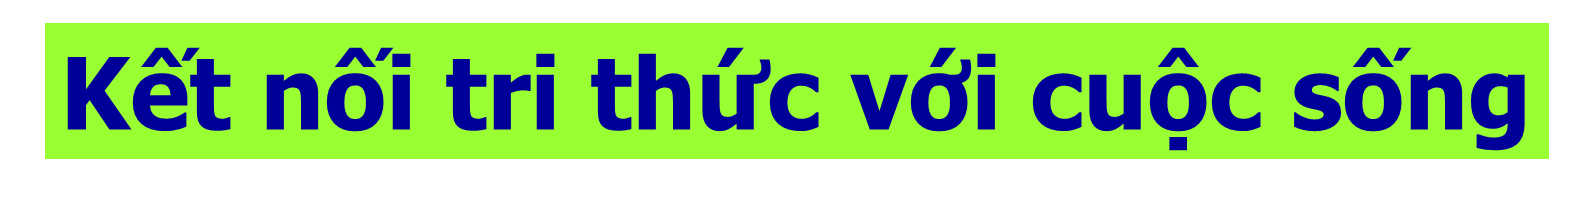 Kết nối tri thức với cuộc sống